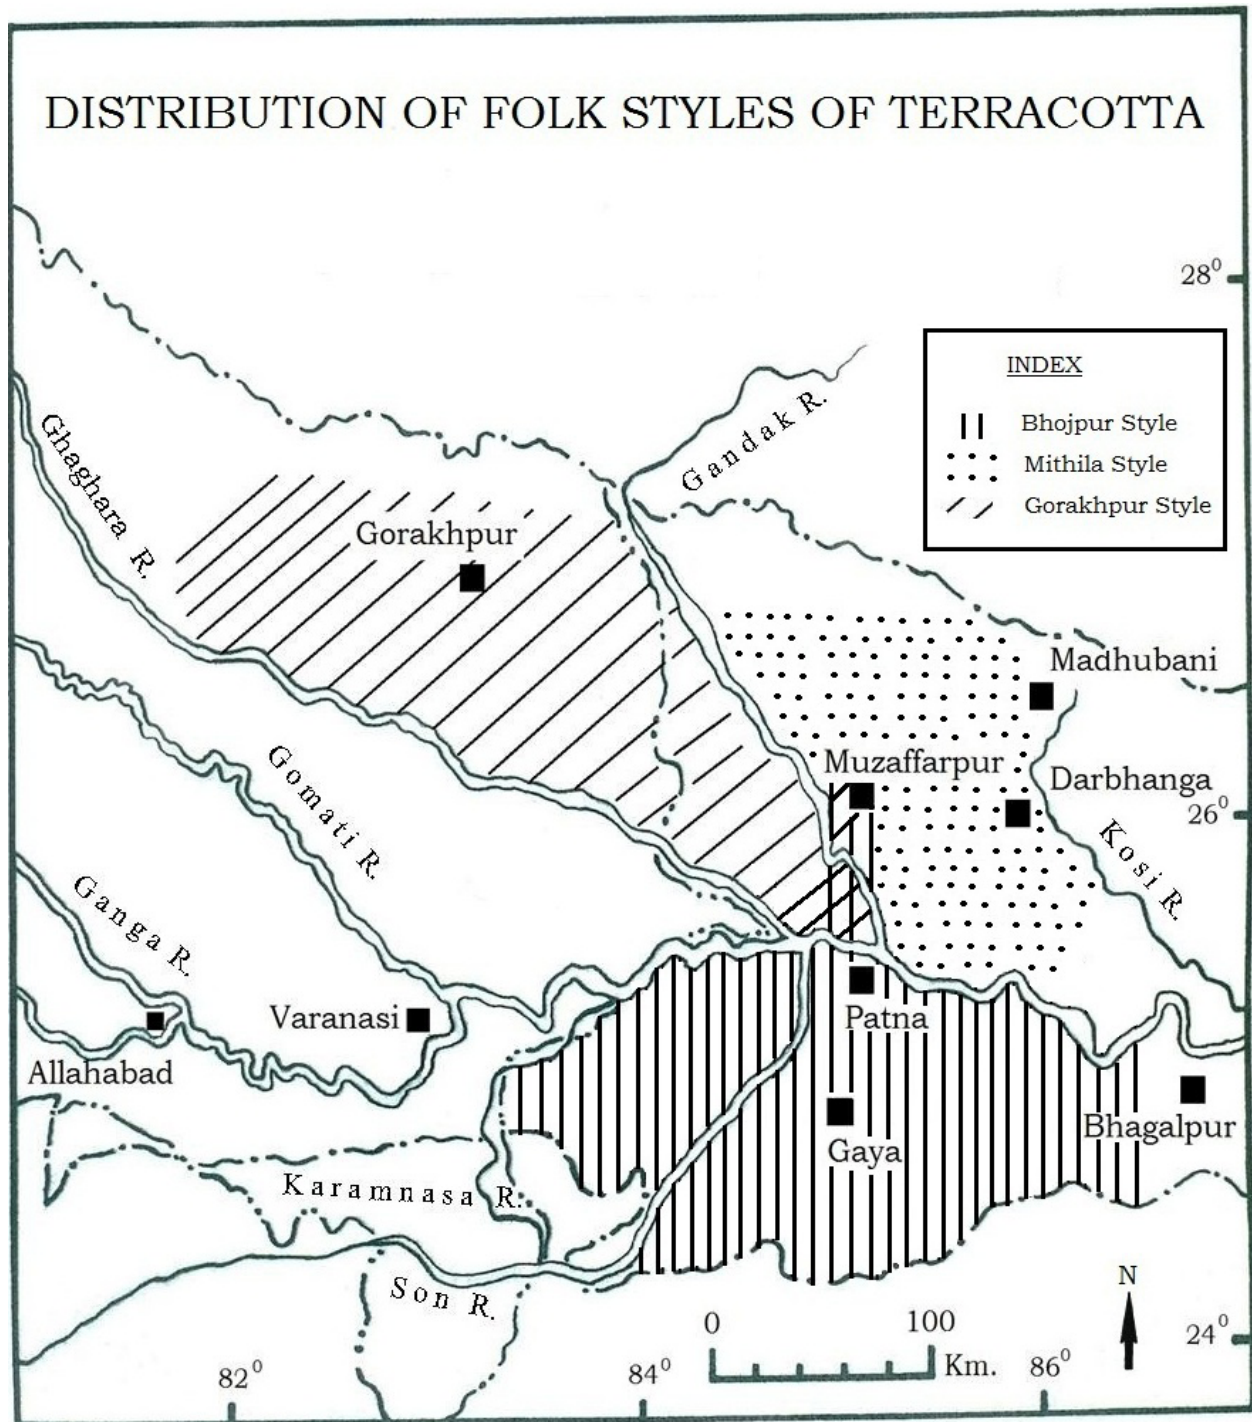 DISTRIBUTION OF FOLK STYLES OF TERRACOTTA
28⁰
INDEX
Bhojpur Style
Mithila Style
Gorakhpur Style
Gandak R.
Ghaghara R.
Gorakhpur
Madhubani
Muzaffarpur
Darbhanga
26⁰
Gomati R.
Kosi R.
Ganga R.
Varanasi
Patna
Allahabad
Bhagalpur
Gaya
Karamnasa R.
Son R.
N
0 100
Km.
24⁰
82⁰
84⁰
86⁰